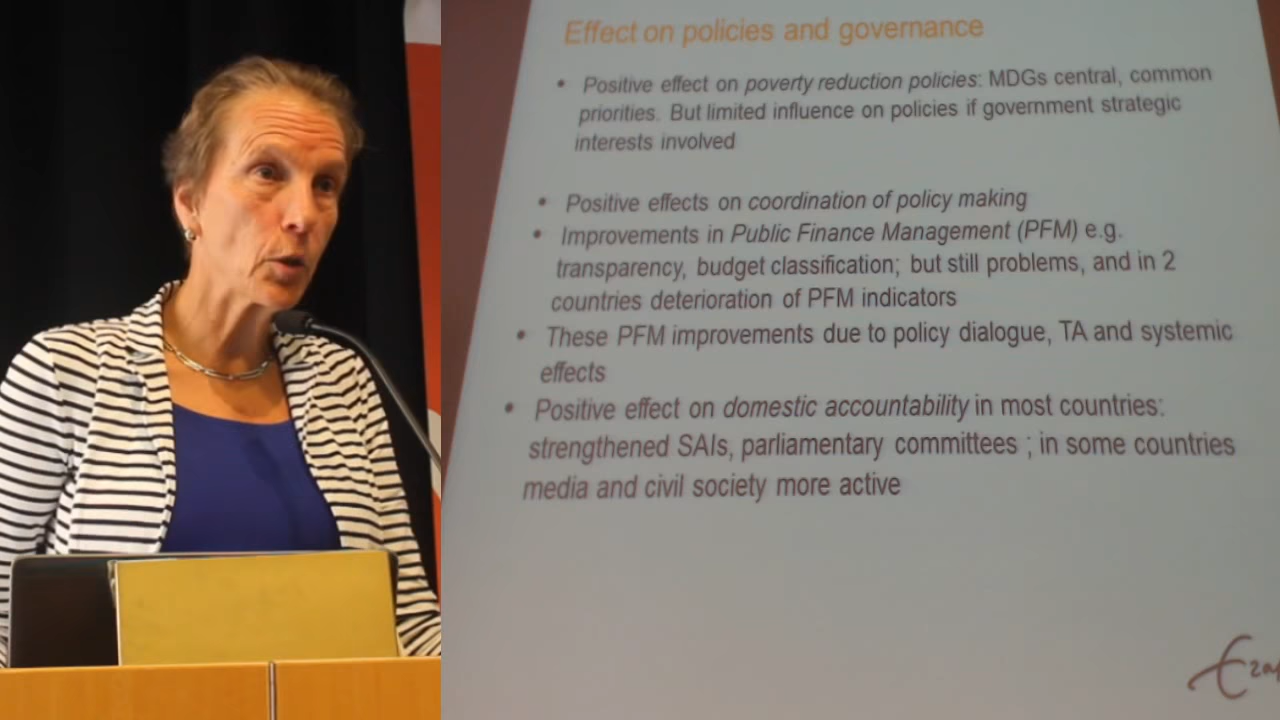 Effect on policies and governance
• Positive effect on poverty reduction policies: MDGs central, common
priorities. But limited influence on policies if government strategic
interests involved
• Positive effects on coordination of policy making
• Improvements in Public Finance Management (PFM) e.g.
transparency, budget classification; but still problems, and in 2
countries deterioration of PFM indicators
• These PFM improvements due to policy dialogue, TA and systemic
effects
• Positive effect on domestic accountability in most countries:
strengthened SAIs, parliamentary committees ; in some countries
media and civil society more active